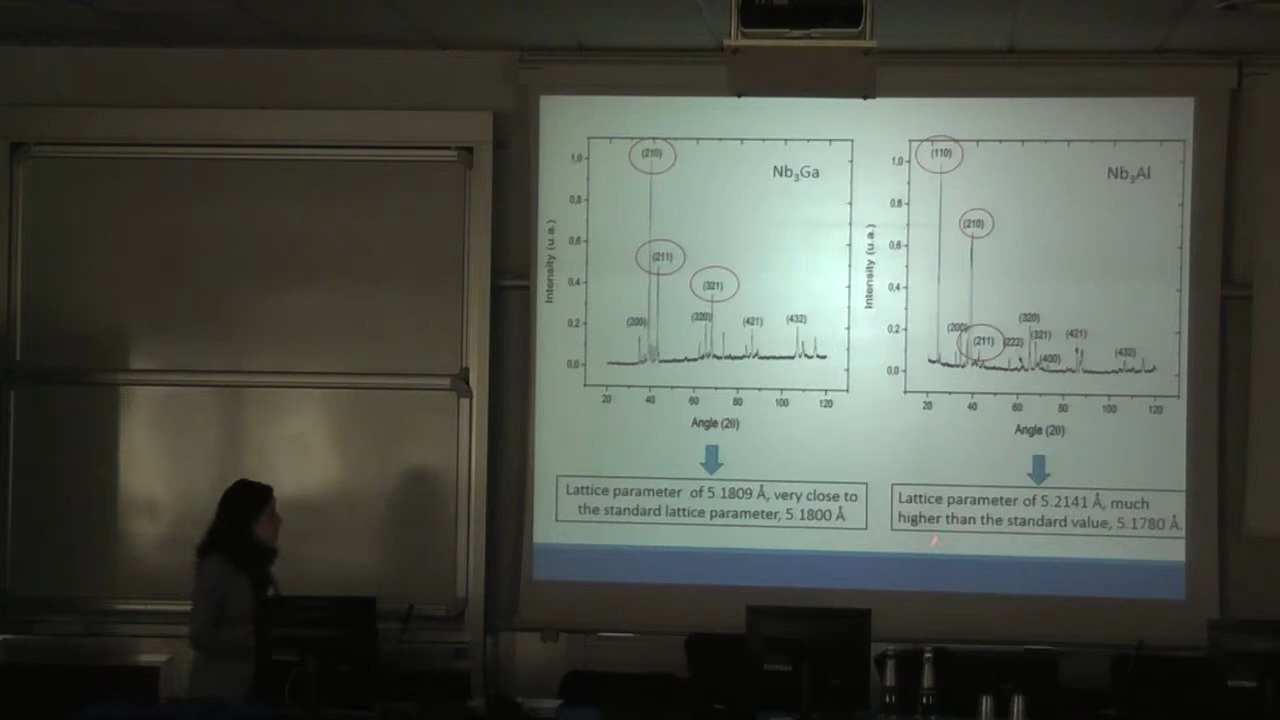 (210)
Nb3Ga
1,0
0,8
0,6
0,4
0,2
0,0
Intensity (u.a.)
(211)
(321)
(200)
(320)
(421)
(432)
20 40 60 80 100 120
Angle (2θ)
Lattice parameter of 5.1809 Å, very close to
the standard lattice parameter, 5.1800 Å
(110)
Nb3Al
1,0
0,8
0,6
0,4
0,2
0,0
Intensity (u.a.)
(210)
(200)
(211)
(222)
(320)
(321)
(400)
(421)
(432)
20 40 60 80 100 120
Angle (2θ)
Lattice parameter of 5.2141 Å, much
higher than the standard value, 5.1780 Å.